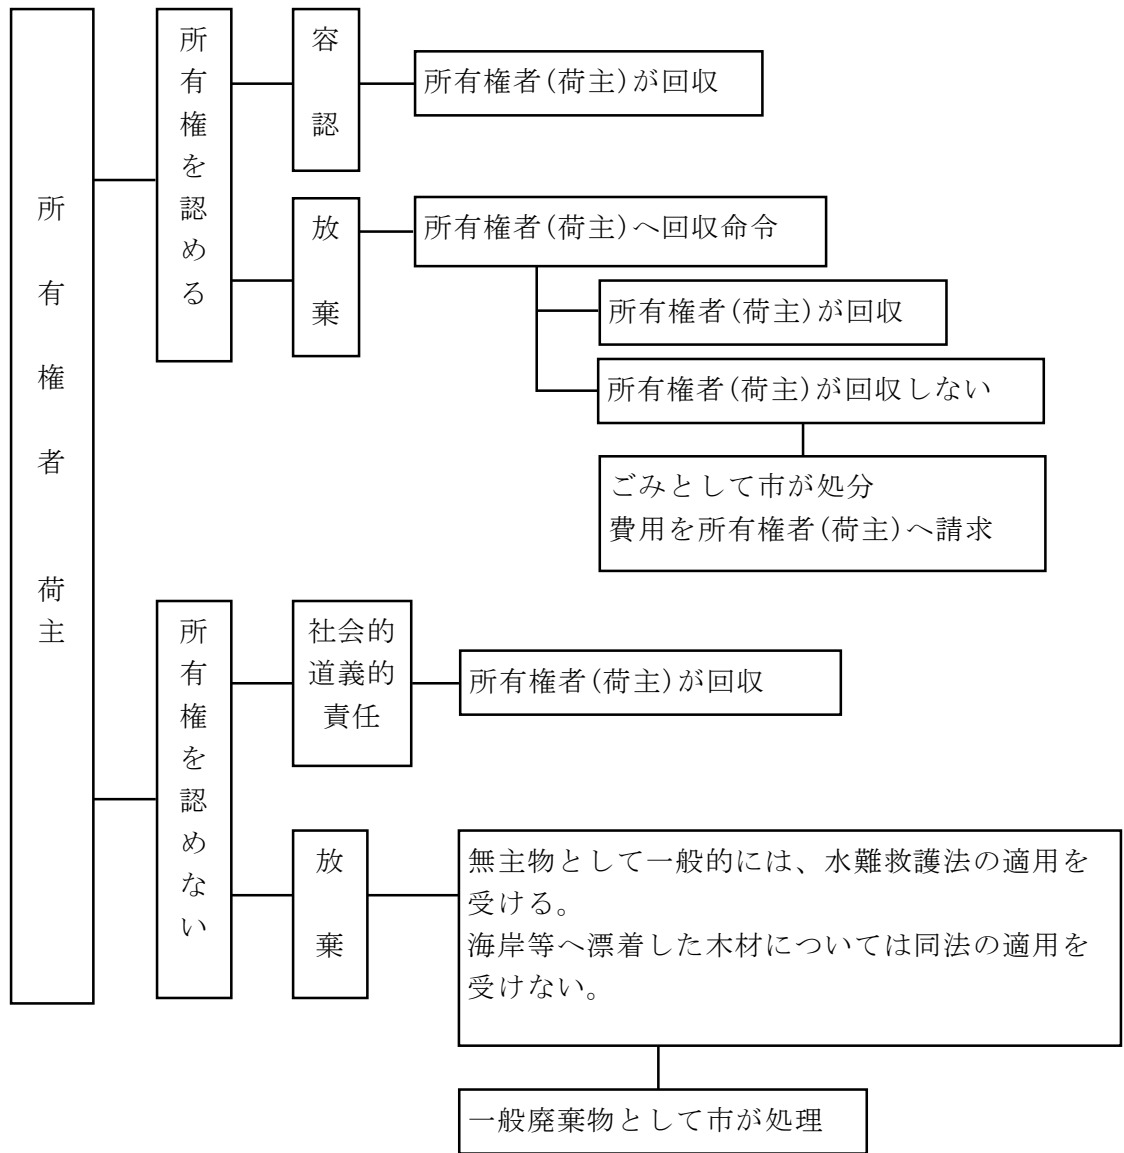 所有権者　荷主
所有権を認める
容認
所有権者(荷主)が回収
放棄
所有権者(荷主)へ回収命令
所有権者(荷主)が回収
所有権者(荷主)が回収しない
ごみとして市が処分
費用を所有権者(荷主)へ請求
所有権を認めない
社会的
道義的
責任
所有権者(荷主)が回収
放棄
無主物として一般的には、水難救護法の適用を
受ける。
海岸等へ漂着した木材については同法の適用を
受けない。
一般廃棄物として市が処理